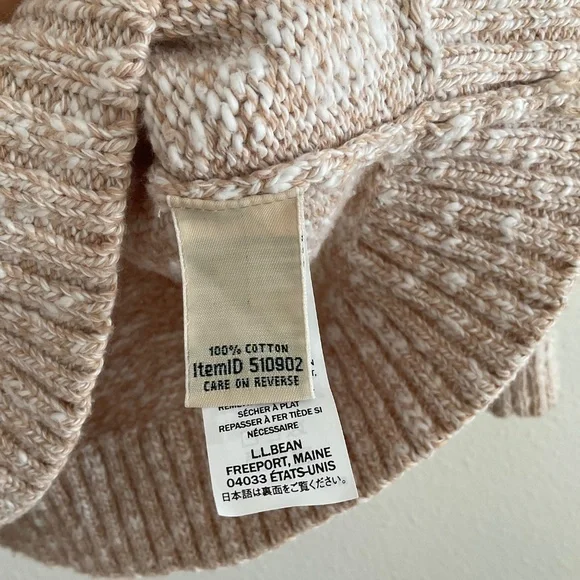 100% COTTON
ItemID 510902
CARE ON REVERSE
SÉCHER À PLAT
REPASSER À FER TIÈDE SI
NÉCESSAIRE
L.L.BEAN
FREEPORT, MAINE
04033 ÉTATS-UNIS
日本語は裏面をご覧ください。